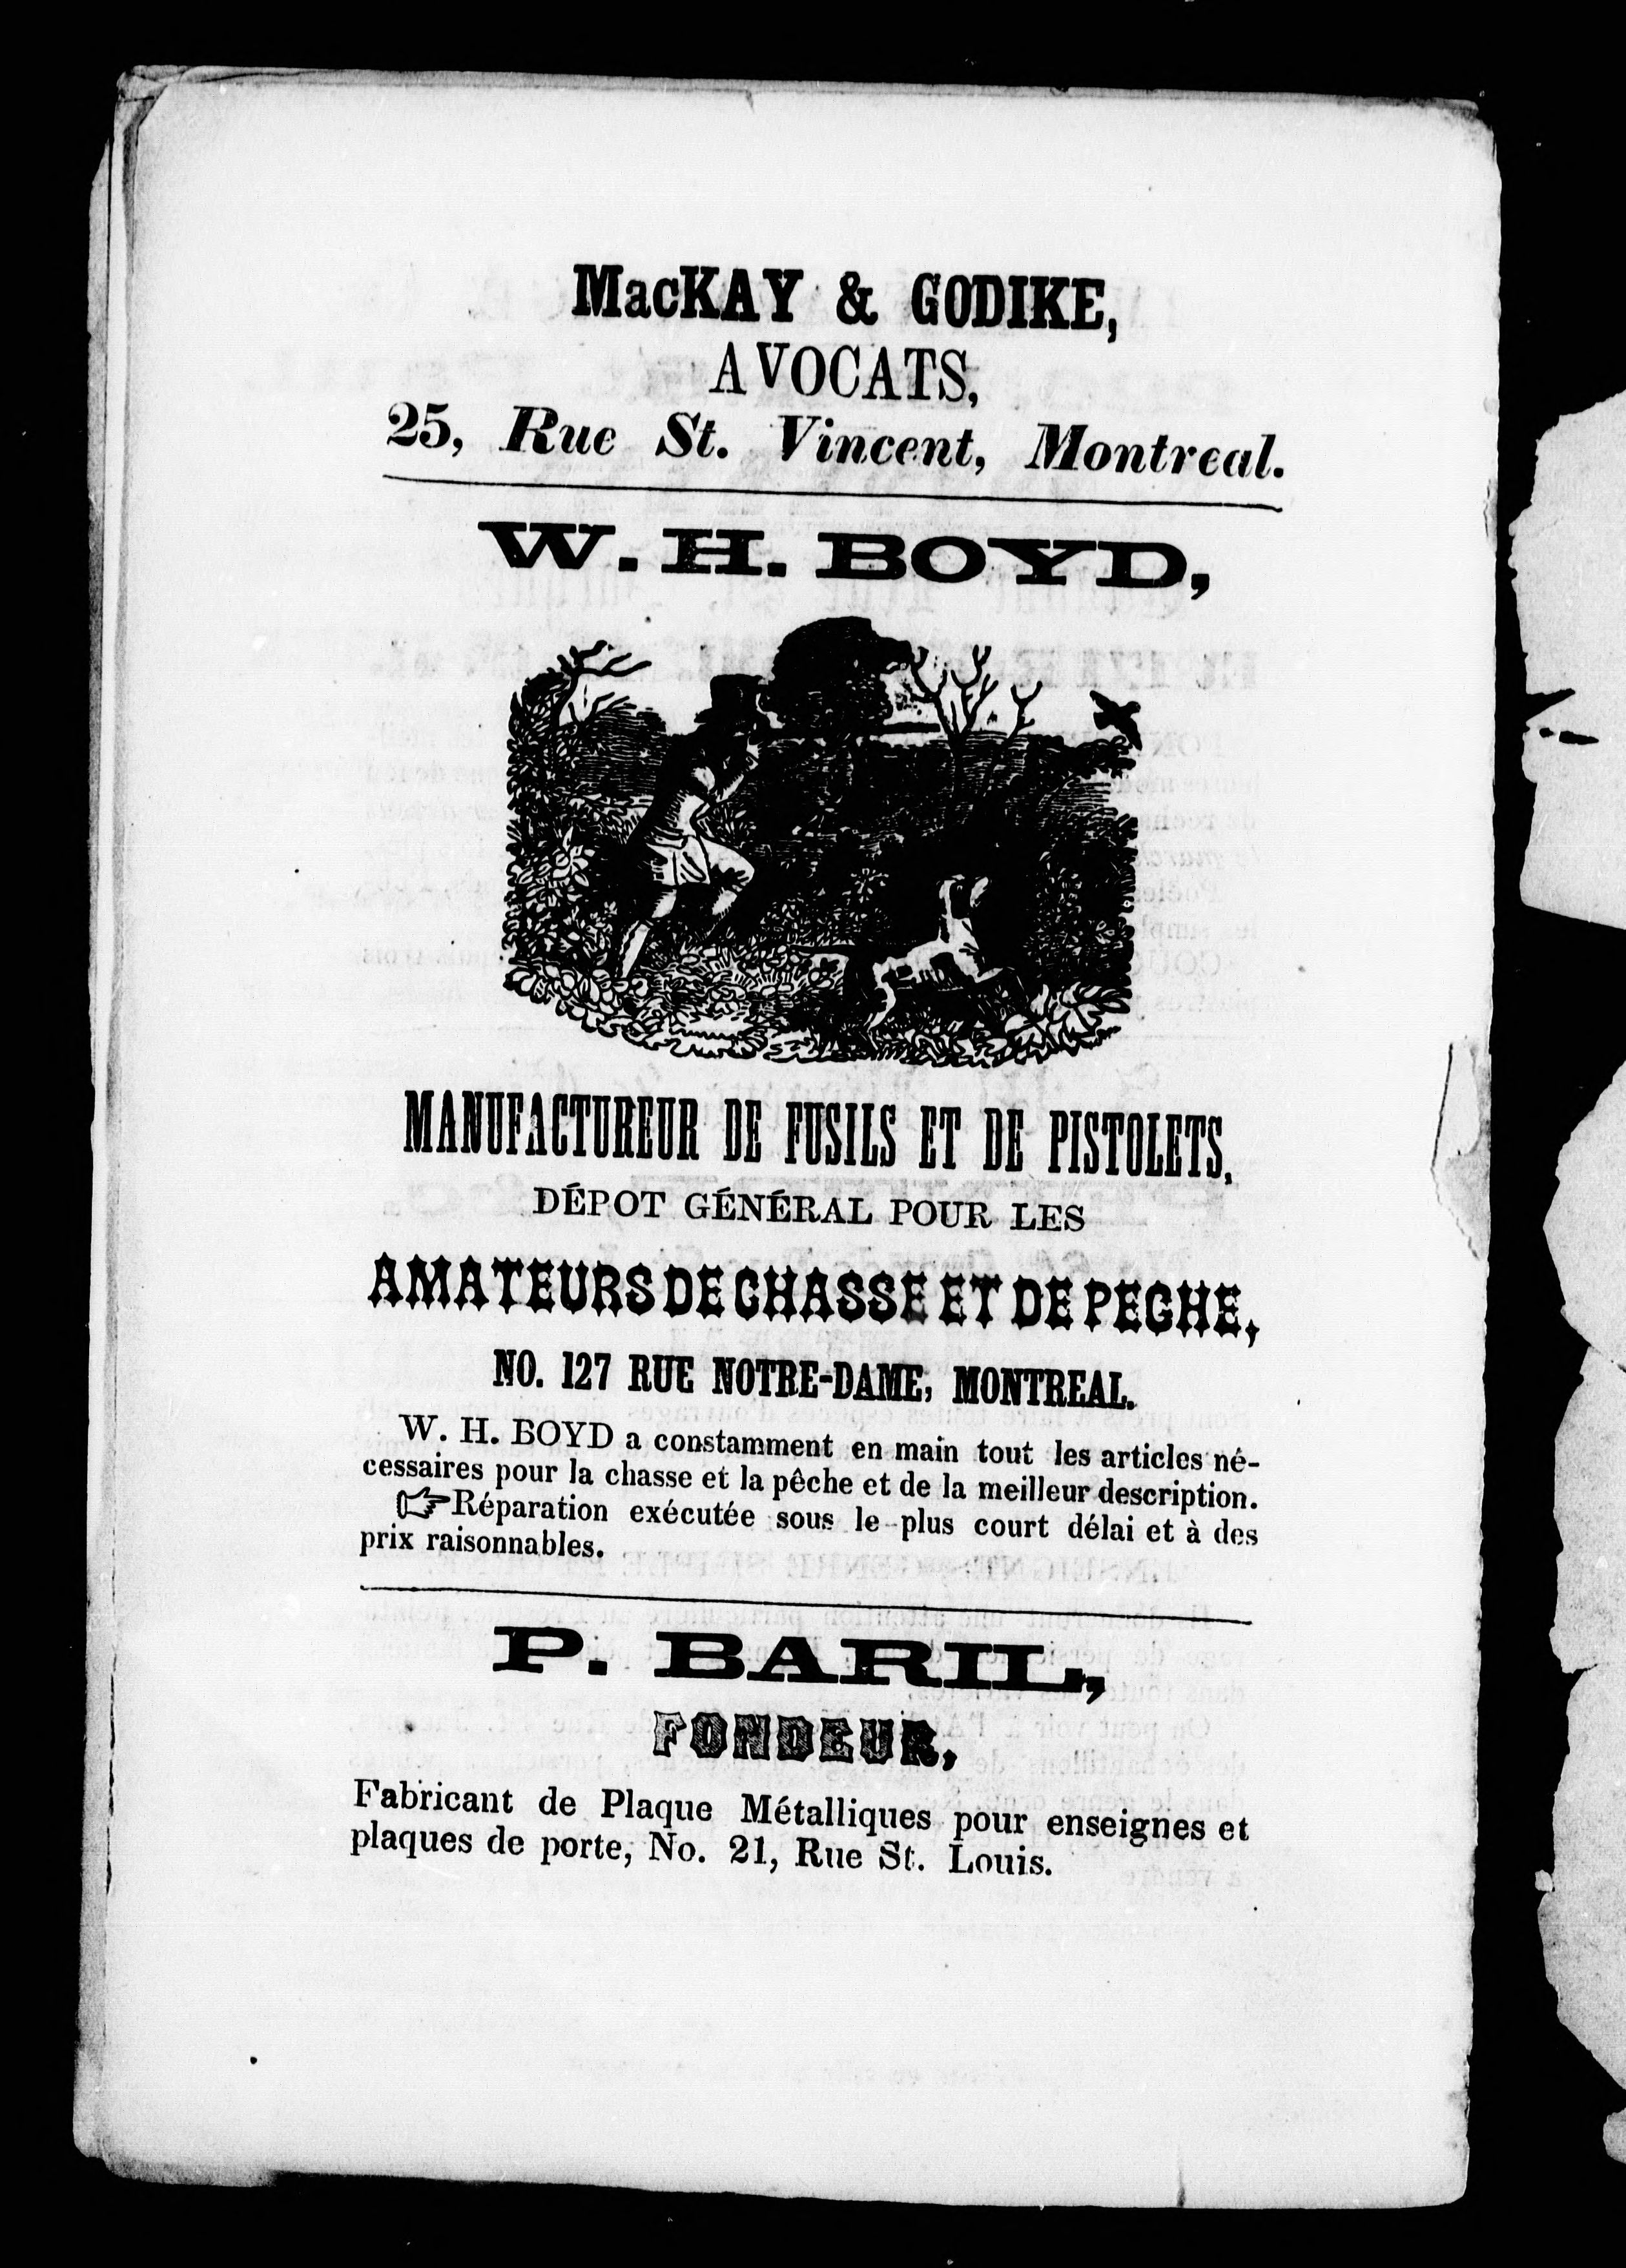 MacKAY & GODIKE,
AVOCATS,
25, Rue St. Vincent, Montreal.
W. H. BOYD,
MANUFACTUREUR DE FUSILS ET DE PISTOLETS,
DÉPOT GÉNÉRAL POUR LES
AMATEURS DE CHASSE ET DE PECHE,
NO. 127 RUE NOTRE-DAME, MONTREAL.
W. H. BOYD a constamment en main tout les articles né-
cessaires pour la chasse et la pêche et de la meilleur description.
☞Réparation exécutée sous le plus court délai et à des
prix raisonnables.
P. BARIL,
FONDEUR,
Fabricant de Plaque Métalliques pour enseignes et
plaques de porte, No. 21, Rue St. Louis.